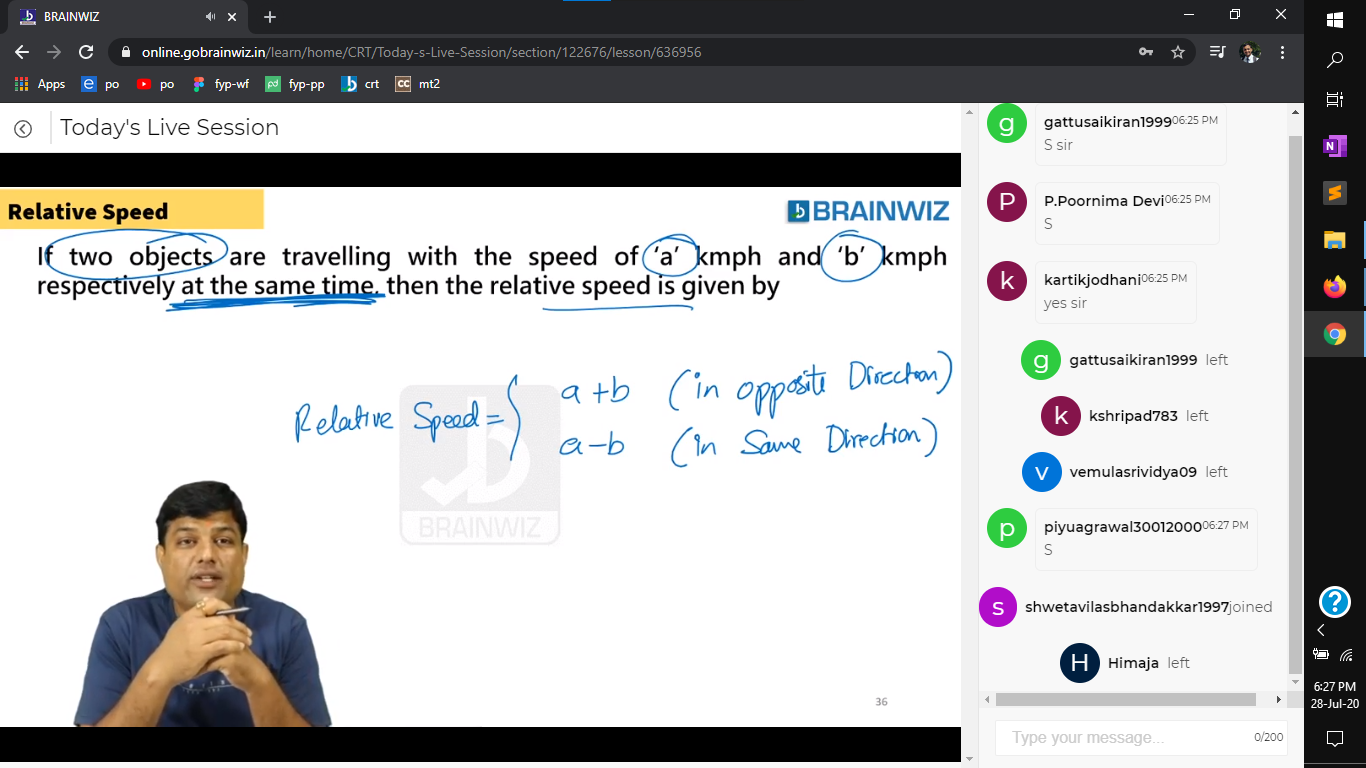 BRAINWIZ
online.gobrainwiz.in/learn/home/CRT/Today-s-Live-Session/section/122676/lesson/636956
Apps po po fyp-wf fyp-pp crt mt2
Today's Live Session
Relative Speed
BRAINWIZ
If two objects are travelling with the speed of ‘a’ kmph and ‘b’ kmph
respectively at the same time, then the relative speed is given by
Relative Speed =
a + b (in opposite Direction)
a - b (in Same Direction)
BRAINWIZ
36
g gattusaikiran1999 06:25 PM
S sir
P P.Poornima Devi 06:25 PM
S
k kartikjodhani 06:25 PM
yes sir
g gattusaikiran1999 left
k kshripad783 left
v vemulasrividya09 left
p piyuagrawal30012000 06:27 PM
S
s shwetavilasbhandakkar1997 joined
H Himaja left
Type your message... 0/200
6:27 PM
28-Jul-20